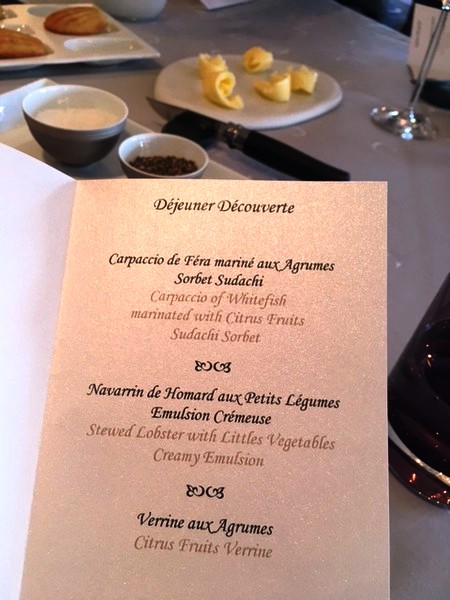 Déjeuner Découverte
Carpaccio de Féra mariné aux Agrumes
Sorbet Sudachi
Carpaccio of Whitefish
marinated with Citrus Fruits
Sudachi Sorbet
Navarrin de Homard aux Petits Légumes
Emulsion Crémeuse
Stewed Lobster with Littles Vegetables
Creamy Emulsion
Verrine aux Agrumes
Citrus Fruits Verrine